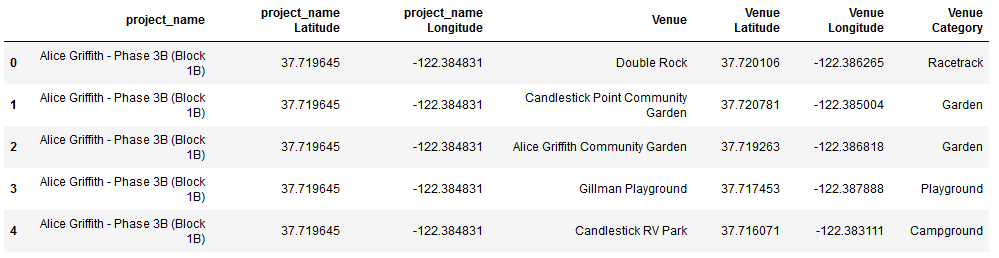 project_name project_name Latitude project_name Longitude Venue Venue Latitude Venue Longitude Venue Category
0 Alice Griffith - Phase 3B (Block 1B) 37.719645 -122.384831 Double Rock 37.720106 -122.386265 Racetrack
1 Alice Griffith - Phase 3B (Block 1B) 37.719645 -122.384831 Candlestick Point Community Garden 37.720781 -122.385004 Garden
2 Alice Griffith - Phase 3B (Block 1B) 37.719645 -122.384831 Alice Griffith Community Garden 37.719263 -122.386818 Garden
3 Alice Griffith - Phase 3B (Block 1B) 37.719645 -122.384831 Gillman Playground 37.717453 -122.387888 Playground
4 Alice Griffith - Phase 3B (Block 1B) 37.719645 -122.384831 Candlestick RV Park 37.716071 -122.383111 Campground